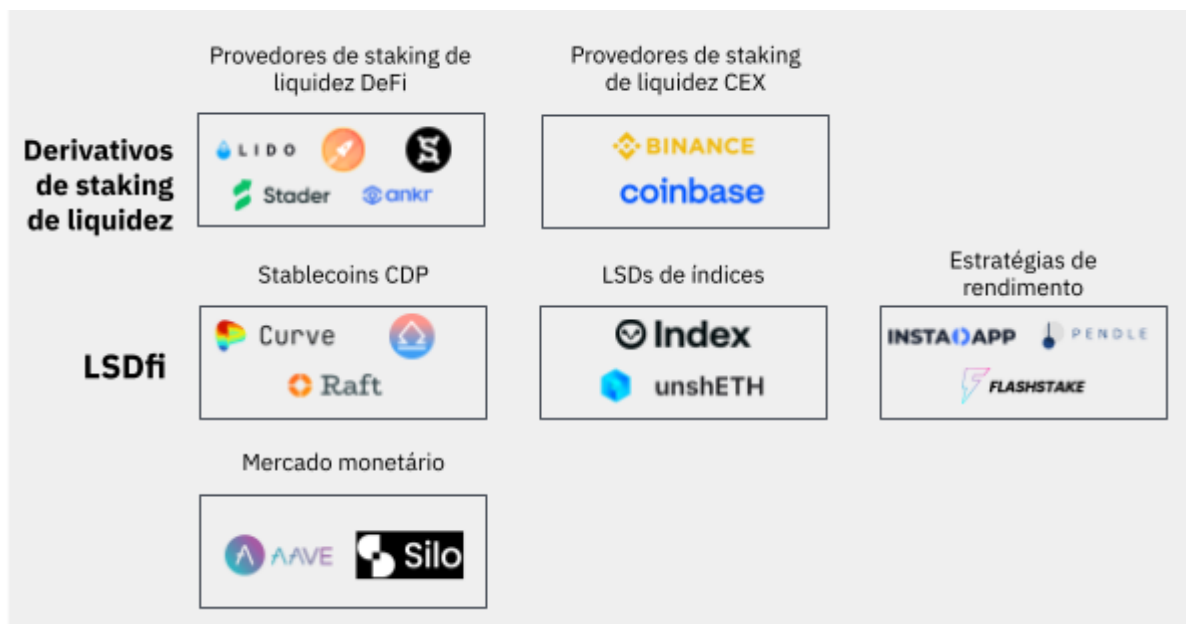 Provedores de staking de
liquidez DeFi
Provedores de staking
de liquidez CEX
Derivativos
de staking
de liquidez
LIDO
Stader
ankr
BINANCE
coinbase
Stablecoins CDP
LSDs de índices
Estratégias de
rendimento
LSDfi
Curve
Raft
Index
unshETH
INSTADAPP
PENDLE
FLASHSTAKE
Mercado monetário
AAVE
Silo